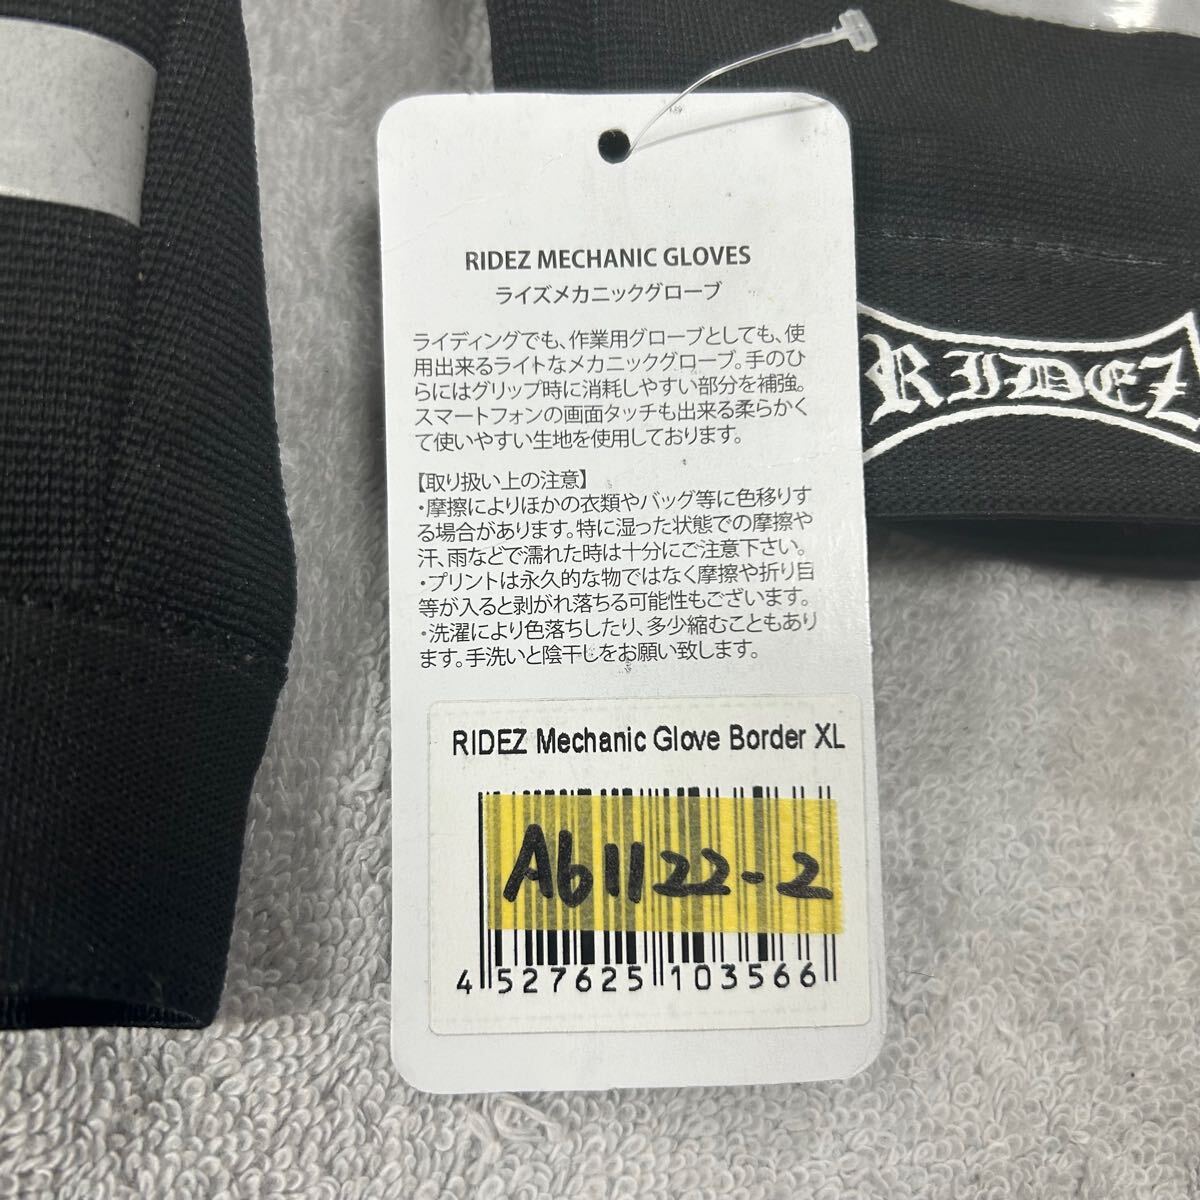 RIDEZ MECHANIC GLOVES
ライズメカニックグローブ
ライディングでも、作業用グローブとしても、使
用出来るライトなメカニックグローブ。手のひ
らにはグリップ時に消耗しやすい部分を補強。
スマートフォンの画面タッチも出来る柔らかく
て使いやすい生地を使用しております。
【取り扱い上の注意】
・摩擦によりほかの衣類やバッグ等に色移りす
る場合があります。特に湿った状態での摩擦や
汗、雨などで濡れた時は十分にご注意下さい。
・プリントは永久的な物ではなく摩擦や折り目
等が入ると剥がれ落ちる可能性もございます。
・洗濯により色落ちしたり、多少縮むこともあり
ます。手洗いと陰干しをお願い致します。
RIDEZ Mechanic Glove Border XL
Ab1122-2
4 527625 103566
RIDEZ